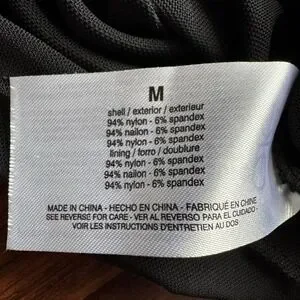 M
shell / exterior / exterieur
94% nylon - 6% spandex
94% nailon - 6% spandex
94% nylon - 6% spandex
lining / forro / doublure
94% nylon - 6% spandex
94% nailon - 6% spandex
94% nylon - 6% spandex
MADE IN CHINA - HECHO EN CHINA - FABRIQUÉ EN CHINE
SEE REVERSE FOR CARE - VER AL REVERSO PARA EL CUIDADO -
VOIR LES INSTRUCTIONS D'ENTRETIEN AU DOS